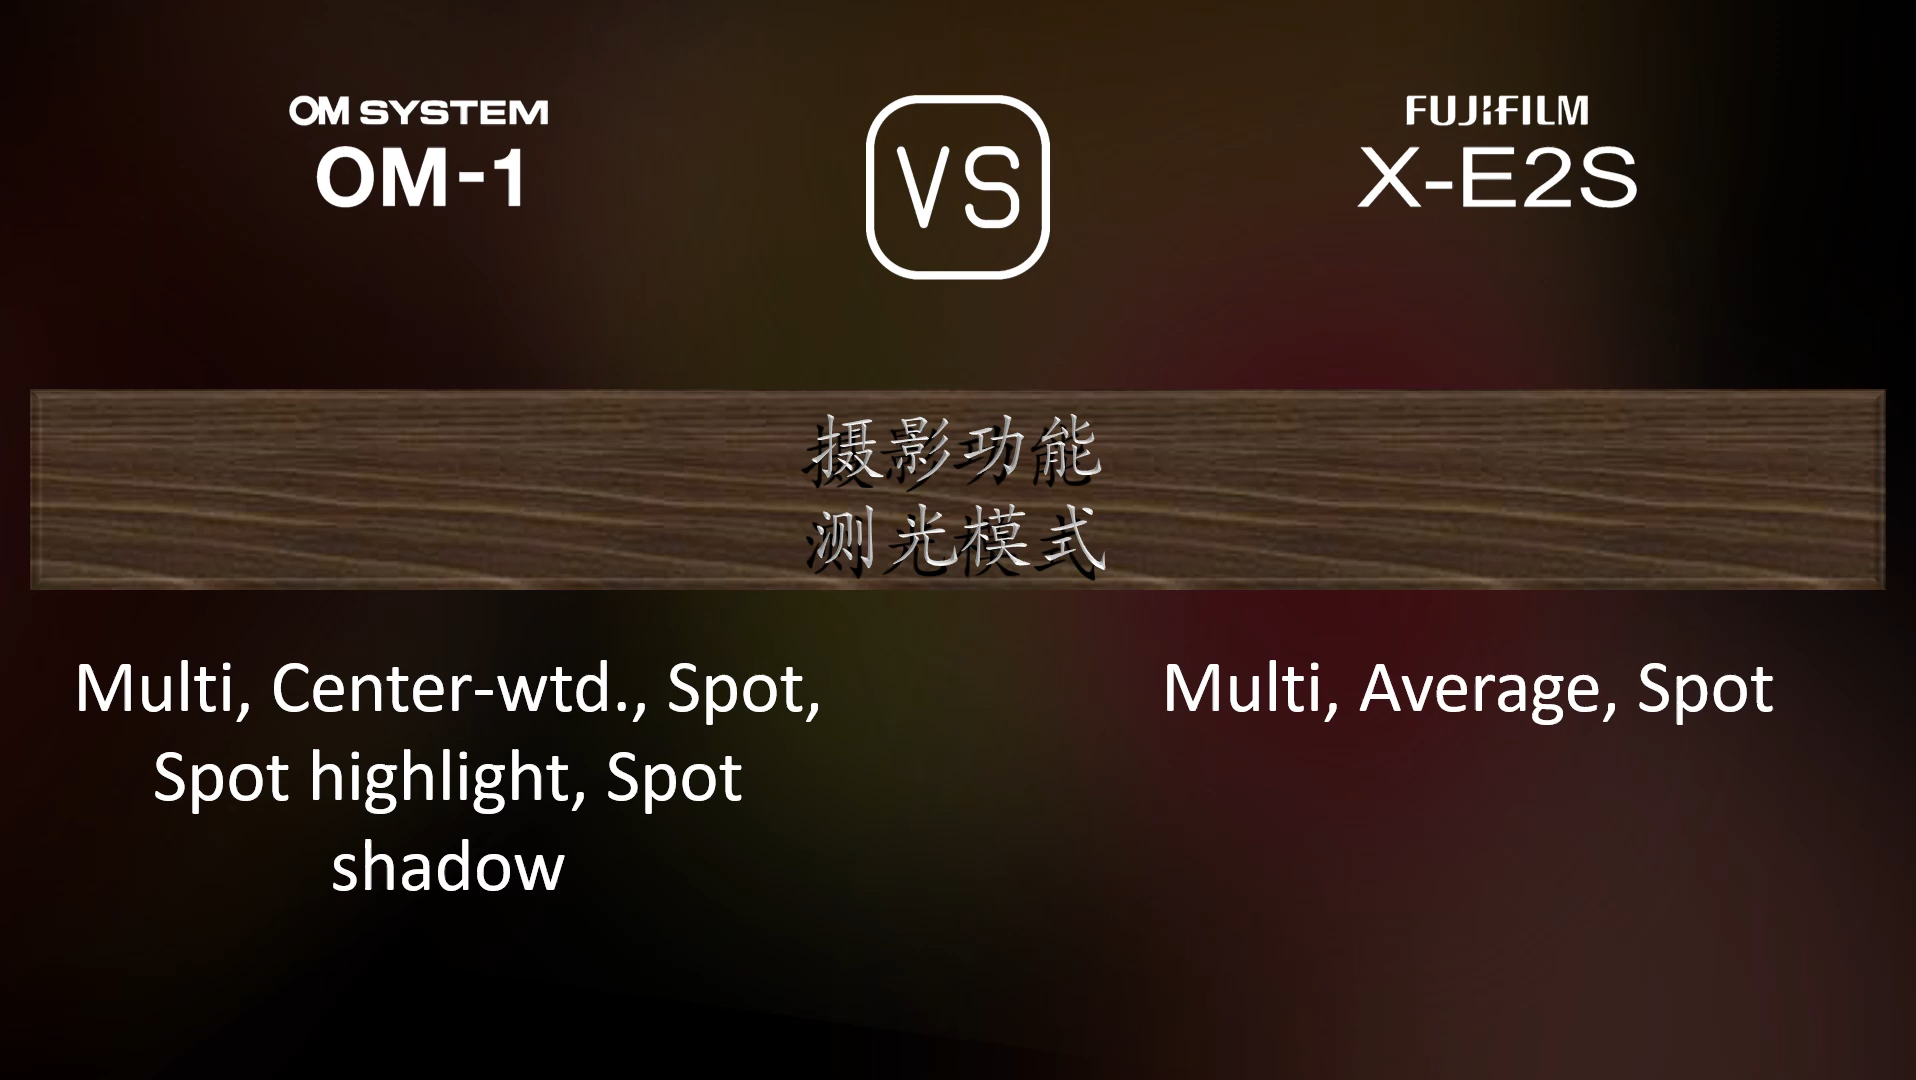 OM SYSTEM
OM-1
VS
FUJIFILM
X-E2S
摄影功能
测光模式
Multi, Center-wtd., Spot,
Spot highlight, Spot
shadow
Multi, Average, Spot